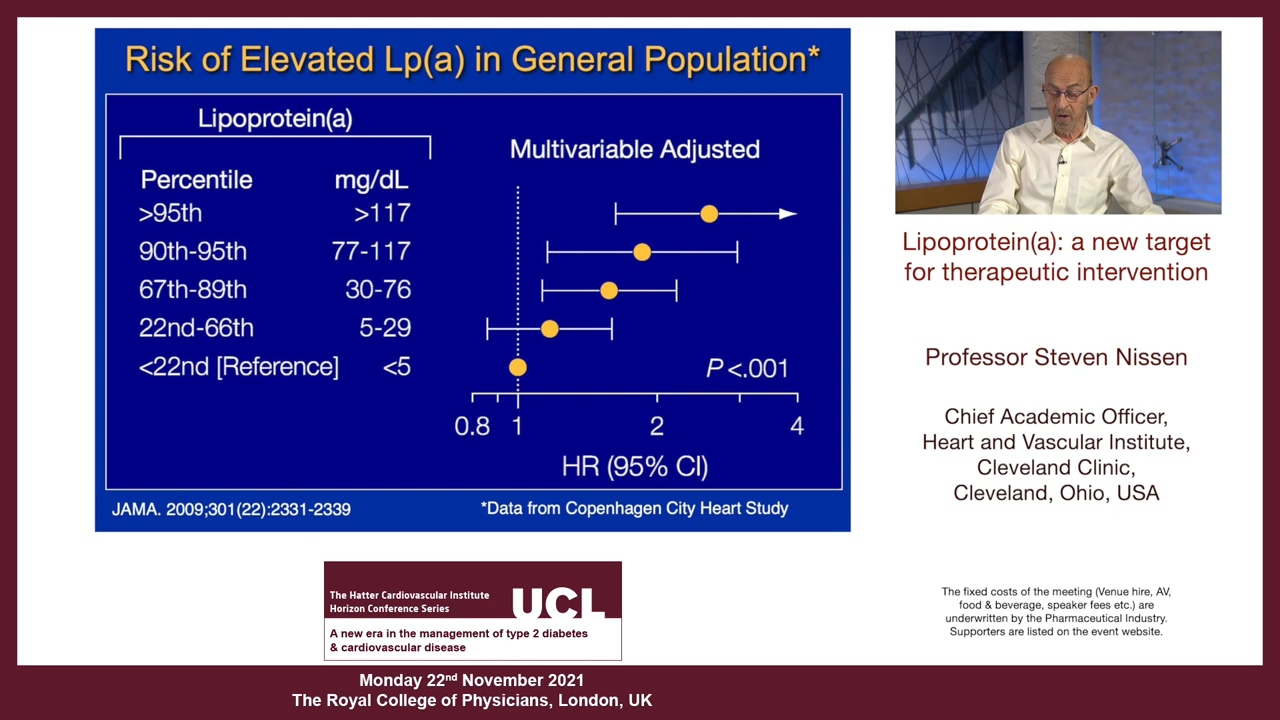 Risk of Elevated Lp(a) in General Population*
Lipoprotein(a)
Multivariable Adjusted
Percentile mg/dL
>95th >117
90th-95th 77-117
67th-89th 30-76
22nd-66th 5-29
<22nd [Reference] <5
P<.001
0.8 1 2 4
HR (95% CI)
JAMA. 2009;301(22):2331-2339
*Data from Copenhagen City Heart Study
Lipoprotein(a): a new target
for therapeutic intervention
Professor Steven Nissen
Chief Academic Officer,
Heart and Vascular Institute,
Cleveland Clinic,
Cleveland, Ohio, USA
The fixed costs of the meeting (Venue hire, AV,
food & beverage, speaker fees etc.) are
underwritten by the Pharmaceutical Industry.
Supporters are listed on the event website.
The Hatter Cardiovascular Institute
Horizon Conference Series
UCL
A new era in the management of type 2 diabetes
& cardiovascular disease
Monday 22nd November 2021
The Royal College of Physicians, London, UK